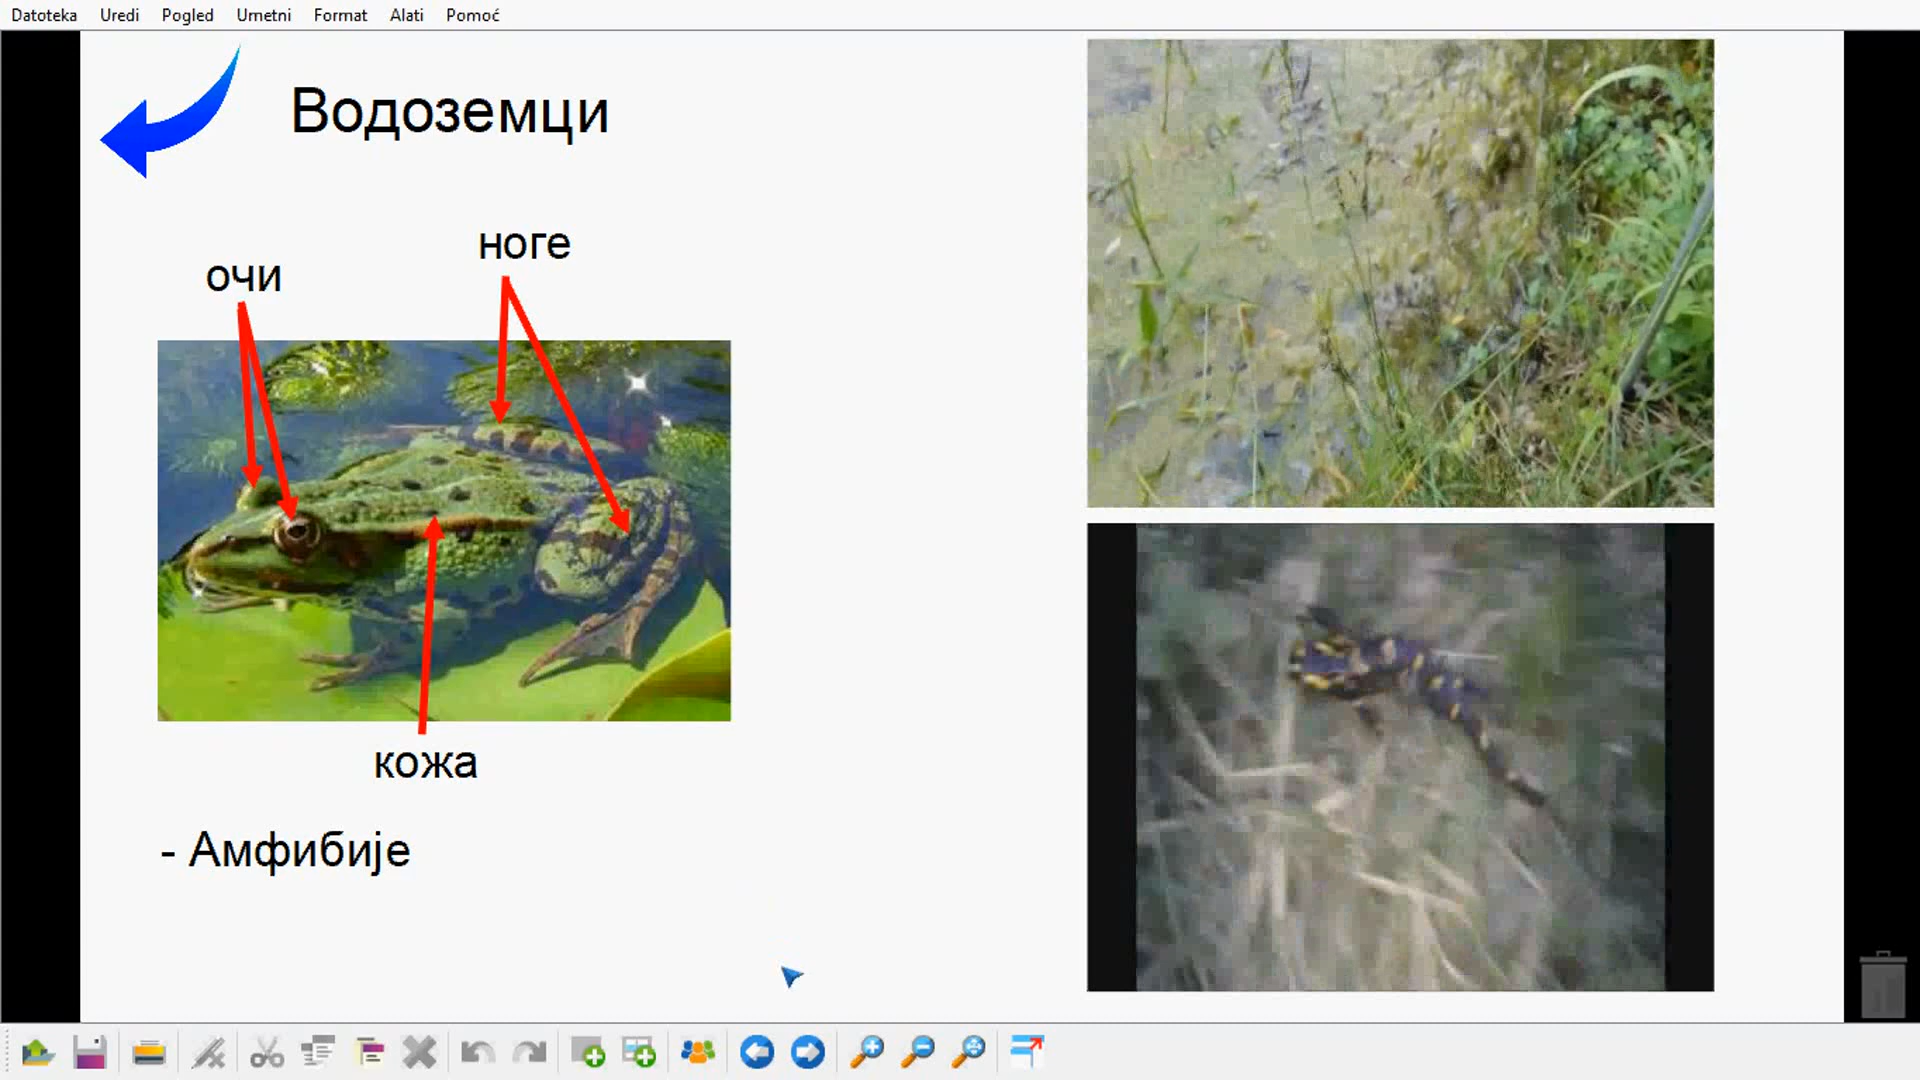 Datoteka Uredi Pogled Umetni Format Alati Pomoć
Водоземци
ноге
очи
кожа
- Амфибије